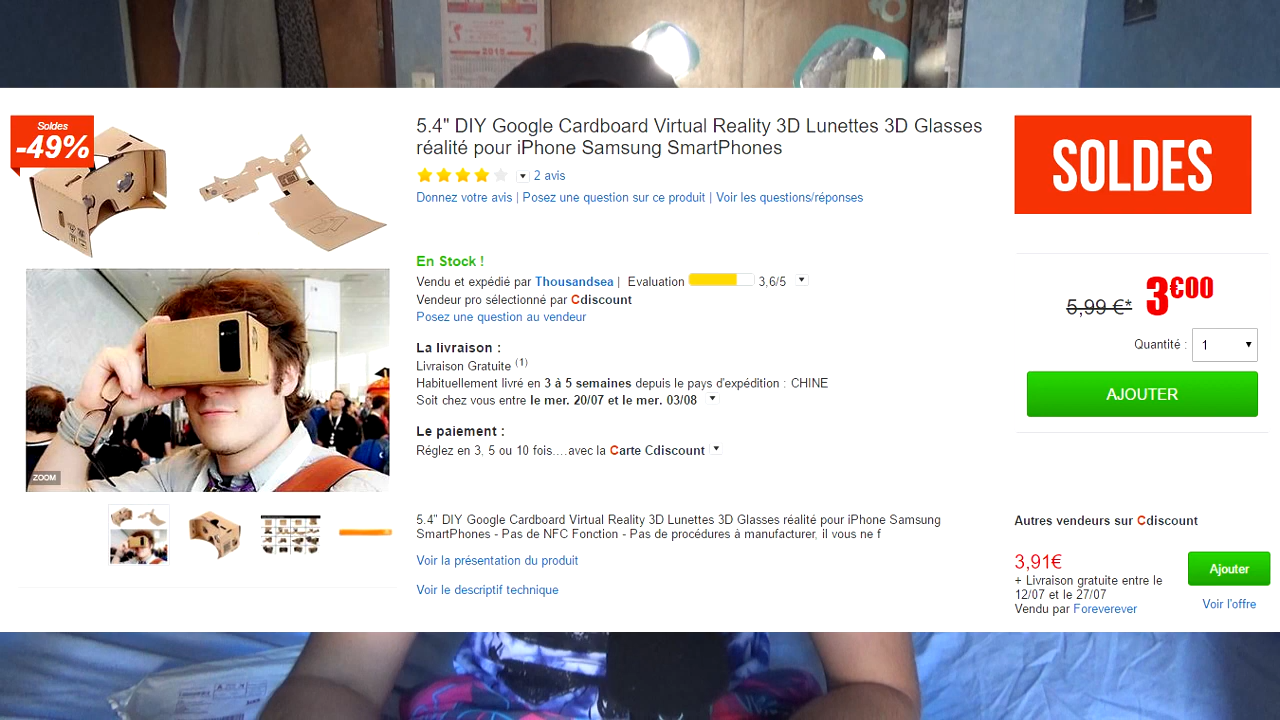 2015
Soldes
-49%
5.4" DIY Google Cardboard Virtual Reality 3D Lunettes 3D Glasses
réalité pour iPhone Samsung SmartPhones
2 avis
Donnez votre avis | Posez une question sur ce produit | Voir les questions/réponses
En Stock !
Vendu et expédié par Thousandsea | Evaluation 3,6/5
Vendeur pro sélectionné par Cdiscount
Posez une question au vendeur
La livraison :
Livraison Gratuite (1)
Habituellement livré en 3 à 5 semaines depuis le pays d'expédition : CHINE
Soit chez vous entre le mer. 20/07 et le mer. 03/08
Le paiement :
Réglez en 3, 5 ou 10 fois....avec la Carte Cdiscount
ZOOM
5.4" DIY Google Cardboard Virtual Reality 3D Lunettes 3D Glasses réalité pour iPhone Samsung
SmartPhones - Pas de NFC Fonction - Pas de procédures à manufacturer, il vous ne f
Voir la présentation du produit
Voir le descriptif technique
SOLDES
5,99 €* 3€00
Quantité : 1
AJOUTER
Autres vendeurs sur Cdiscount
3,91€
+ Livraison gratuite entre le
12/07 et le 27/07
Vendu par Foreverever
Ajouter
Voir l'offre